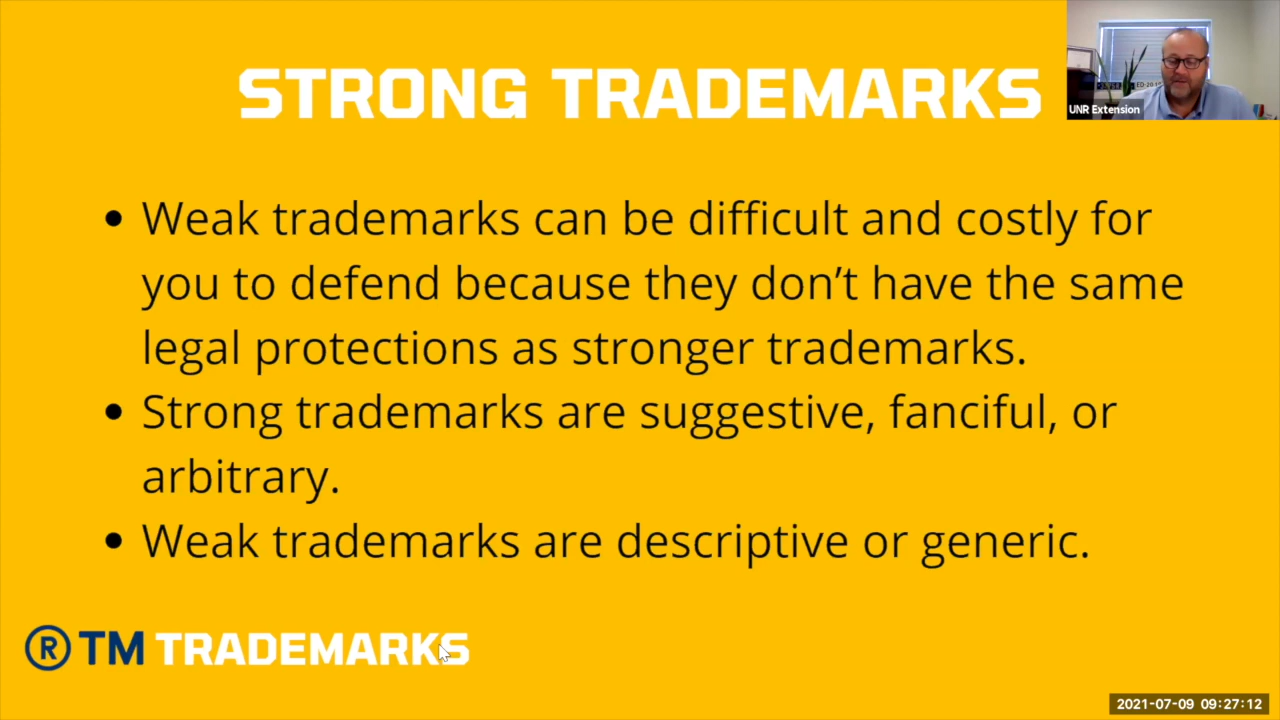 STRONG TRADEMARKS
UNR Extension
• Weak trademarks can be difficult and costly for
you to defend because they don’t have the same
legal protections as stronger trademarks.
• Strong trademarks are suggestive, fanciful, or
arbitrary.
• Weak trademarks are descriptive or generic.
® TM TRADEMARKS
2021-07-09 09:27:12